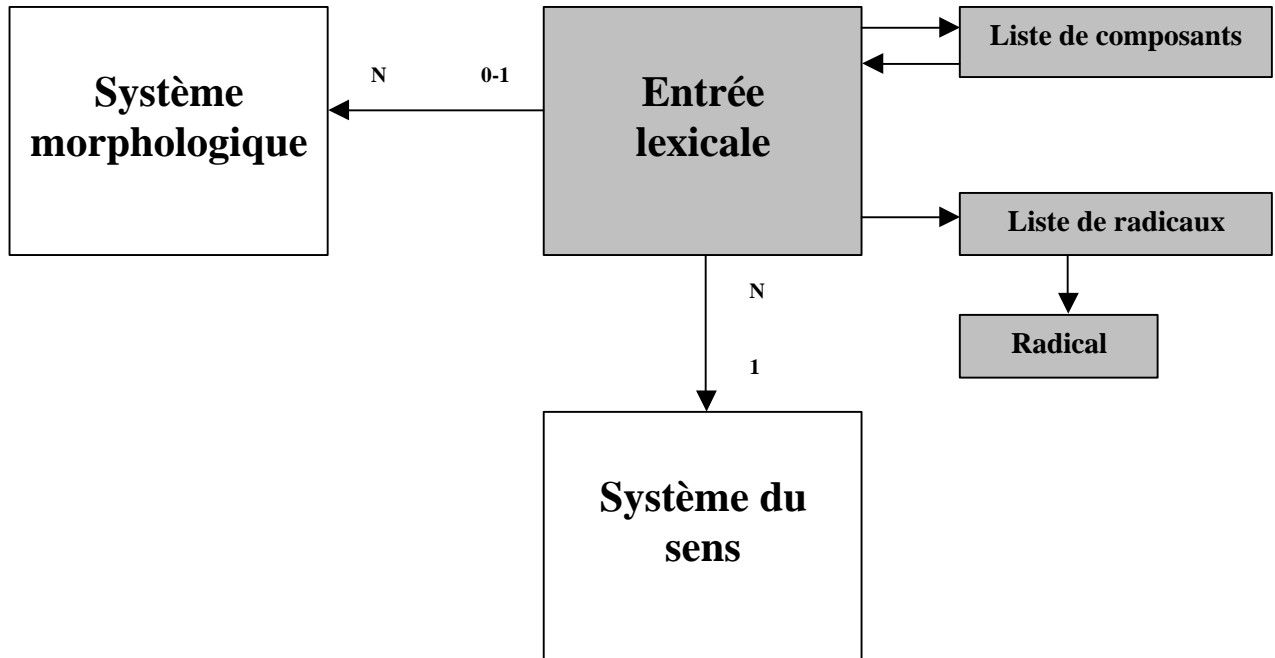 Système
morphologique
N 0-1
Entrée
lexicale
Liste de composants
Liste de radicaux
Radical
N
1
Système du
sens